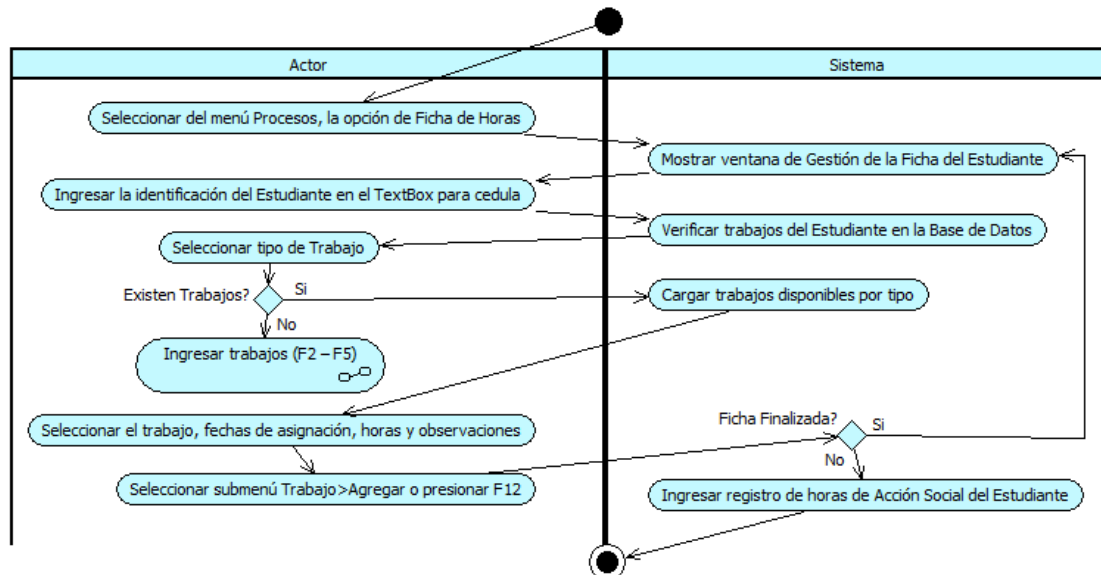 Actor
Sistema
Seleccionar del menú Procesos, la opción de Ficha de Horas
Mostrar ventana de Gestión de la Ficha del Estudiante
Ingresar la identificación del Estudiante en el TextBox para cedula
Verificar trabajos del Estudiante en la Base de Datos
Seleccionar tipo de Trabajo
Existen Trabajos?
Si
Cargar trabajos disponibles por tipo
No
Ingresar trabajos (F2 – F5)
Seleccionar el trabajo, fechas de asignación, horas y observaciones
Ficha Finalizada?
Si
No
Seleccionar submenú Trabajo>Agregar o presionar F12
Ingresar registro de horas de Acción Social del Estudiante